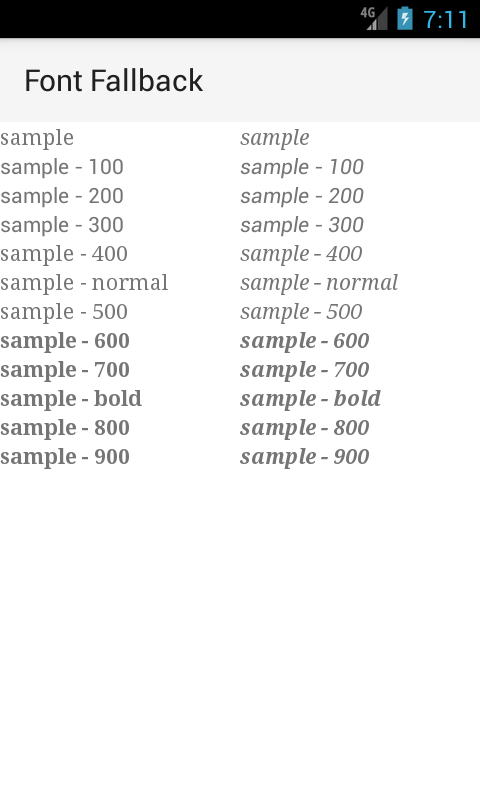 4G 7:11
Font Fallback
sample sample
sample - 100 sample - 100
sample - 200 sample - 200
sample - 300 sample - 300
sample - 400 sample - 400
sample - normal sample - normal
sample - 500 sample - 500
sample - 600 sample - 600
sample - 700 sample - 700
sample - bold sample - bold
sample - 800 sample - 800
sample - 900 sample - 900